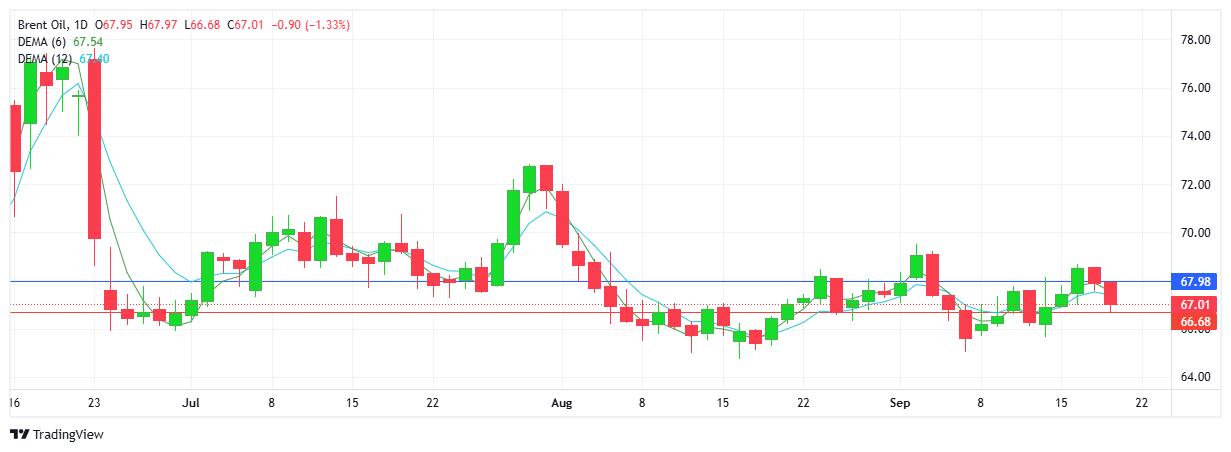 Brent Oil, 1D O67.95 H67.97 L66.68 C67.01 −0.90 (−1.33%)
DEMA (6) 67.54
DEMA (12) 67.40
78.00
76.00
74.00
72.00
70.00
67.98
67.01
66.68
66.00
64.00
16 23 Jul 8 15 22 Aug 8 15 22 Sep 8 15 22
TradingView